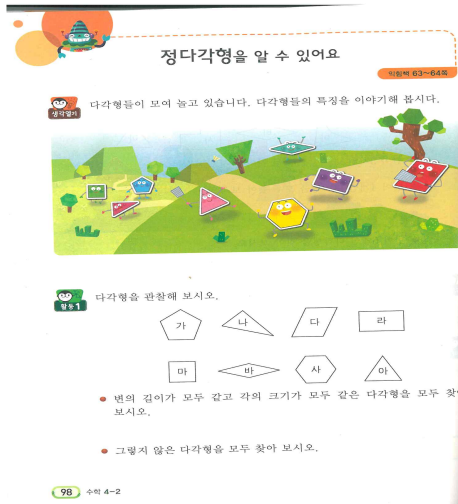 정다각형을 알 수 있어요
익힘책 63~64쪽
생각열기
다각형들이 모여 놀고 있습니다. 다각형들의 특징을 이야기해 봅시다.
활동1
다각형을 관찰해 보시오.
가 나 다 라
마 바 사 아
변의 길이가 모두 같고 각의 크기가 모두 같은 다각형을 모두 찾
보시오.
그렇지 않은 다각형을 모두 찾아 보시오.
98 수학 4-2